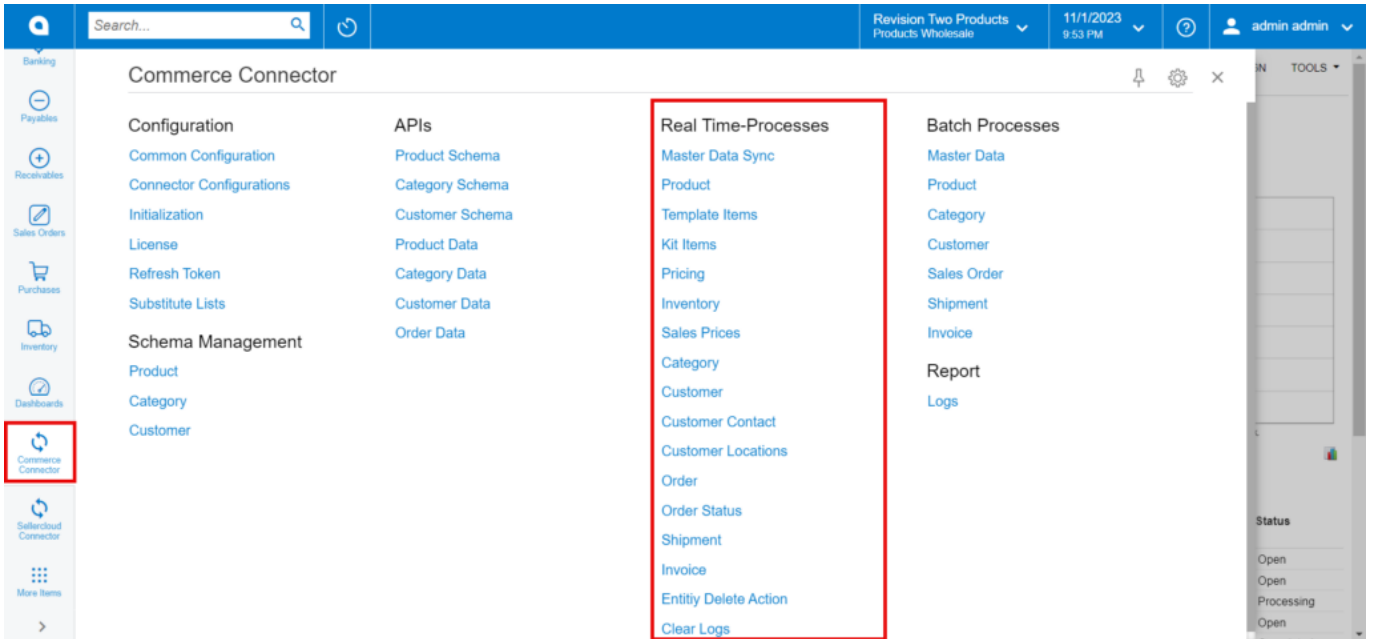 Search...
Revision Two Products
Products Wholesale
11/1/2023
9:53 PM
admin admin
Banking
Payables
Receivables
Sales Orders
Purchases
Inventory
Dashboards
Commerce
Connector
Sellercloud
Connector
More Items
Commerce Connector
TOOLS
Configuration
Common Configuration
Connector Configurations
Initialization
License
Refresh Token
Substitute Lists
Schema Management
Product
Category
Customer
APIs
Product Schema
Category Schema
Customer Schema
Product Data
Category Data
Customer Data
Order Data
Real Time-Processes
Master Data Sync
Product
Template Items
Kit Items
Pricing
Inventory
Sales Prices
Category
Customer
Customer Contact
Customer Locations
Order
Order Status
Shipment
Invoice
Entitiy Delete Action
Clear Logs
Batch Processes
Master Data
Product
Category
Customer
Sales Order
Shipment
Invoice
Report
Logs
Status
Open
Open
Processing
Open